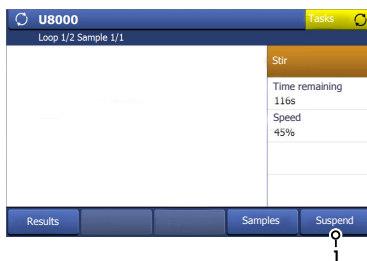 U8000
Tasks
Loop 1/2 Sample 1/1
Stir
Time remaining
116s
Speed
45%
Results
Samples
Suspend
1